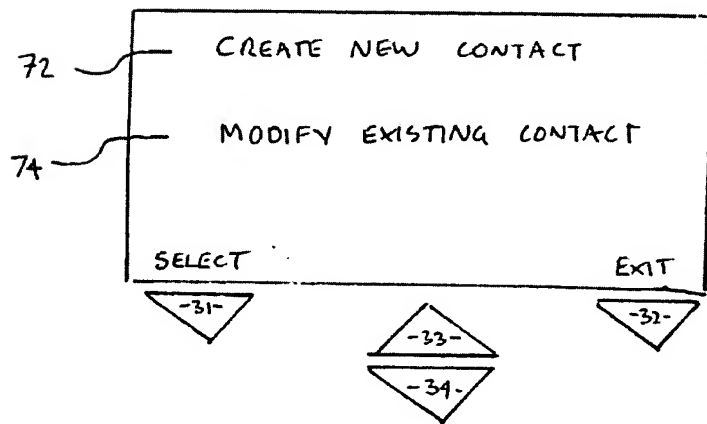 72 CREATE NEW CONTACT
74 MODIFY EXISTING CONTACT
SELECT EXIT
-31- -33- -32-
-34-